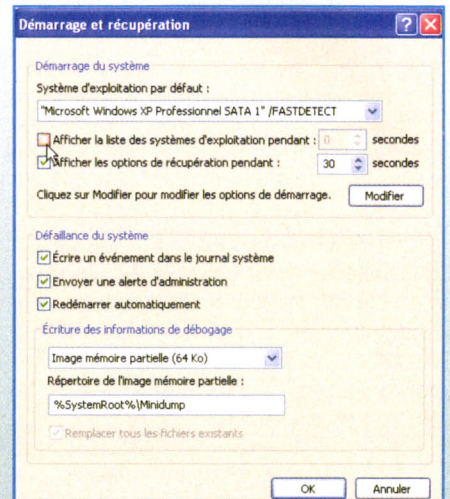 Démarrage et récupération
Démarrage du système
Système d'exploitation par défaut :
"Microsoft Windows XP Professionnel SATA 1" /FASTDETECT
Afficher la liste des systèmes d'exploitation pendant : 0 secondes
Afficher les options de récupération pendant : 30 secondes
Cliquez sur Modifier pour modifier les options de démarrage. Modifier
Défaillance du système
Écrire un événement dans le journal système
Envoyer une alerte d'administration
Redémarrer automatiquement
Écriture des informations de débogage
Image mémoire partielle (64 Ko)
Répertoire de l'image mémoire partielle :
%SystemRoot%\Minidump
Remplacer tous les fichiers existants
OK Annuler